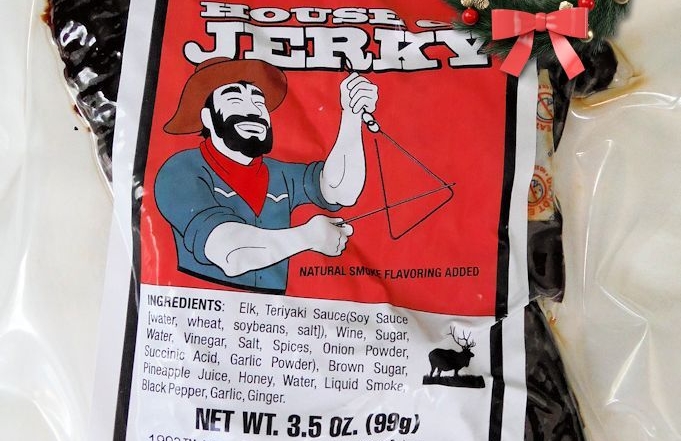 HOUSE OF
JERKY
NATURAL SMOKE FLAVORING ADDED
INGREDIENTS: Elk, Teriyaki Sauce(Soy Sauce
[water, wheat, soybeans, salt]), Wine, Sugar,
Water, Vinegar, Salt, Spices, Onion Powder,
Succinic Acid, Garlic Powder), Brown Sugar,
Pineapple Juice, Honey, Water, Liquid Smoke,
Black Pepper, Garlic, Ginger.
NET WT. 3.5 OZ. (99g)